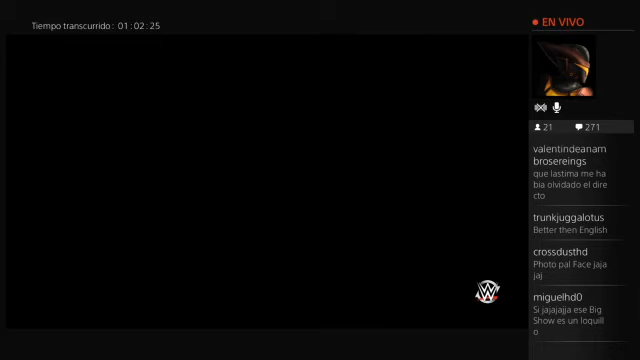 Tiempo transcurrido: 01:02:25
● EN VIVO
21 271
valentindeanam
brosereings
que lastima me ha
bia olvidado el dire
cto
trunkjuggalotus
Better then English
crossdusthd
Photo pal Face jaja
jaj
miguelhd0
Si jajajajja ese Big
Show es un loquill
o
W